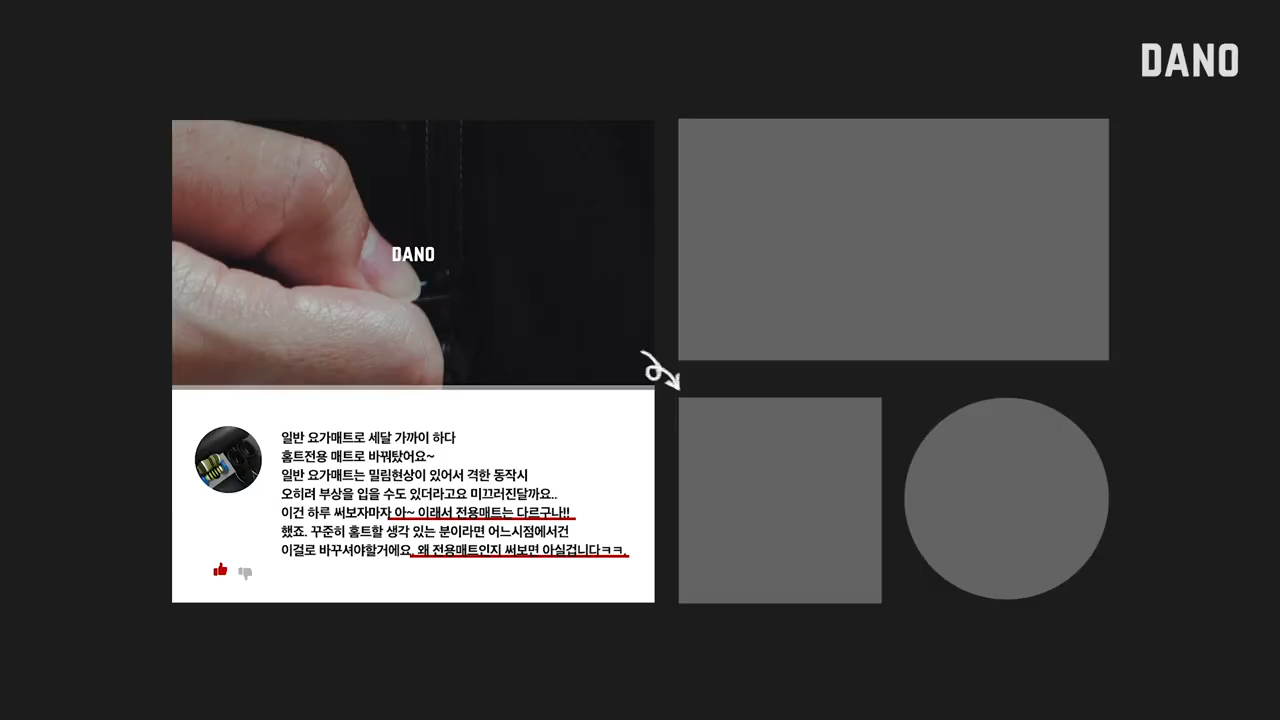 DANO
DANO
일반 요가매트로 세달 가까이 하다
홈트전용 매트로 바꿔탔어요~
일반 요가매트는 밀림현상이 있어서 격한 동작시
오히려 부상을 입을 수도 있더라고요 미끄러진달까요..
이건 하루 써보자마자 아~ 이래서 전용매트는 다르구나!!
했죠. 꾸준히 홈트할 생각 있는 분이라면 어느시점에서건
이걸로 바꾸셔야할거에요. 왜 전용매트인지 써보면 아실겁니다ㅋㅋ.